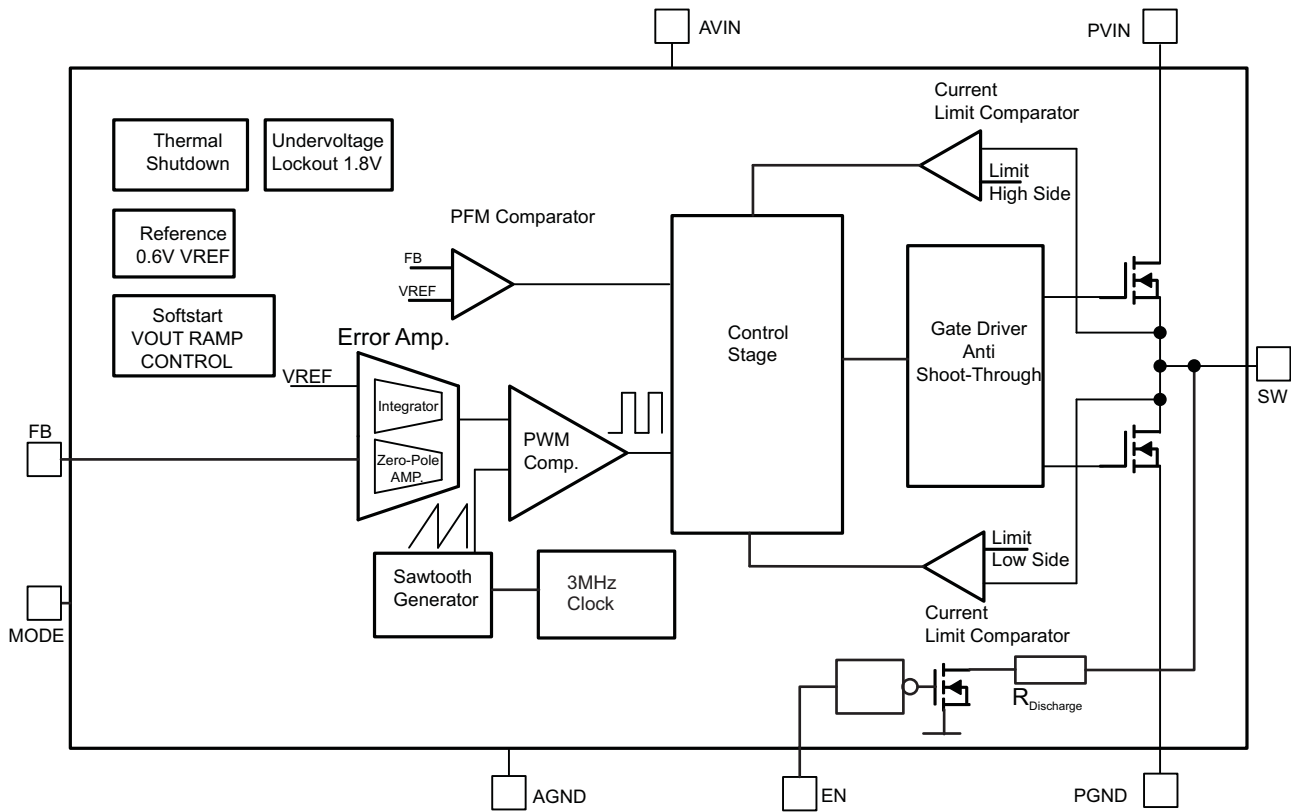 AVIN
PVIN
Current
Limit Comparator
Thermal
Shutdown
Undervoltage
Lockout 1.8V
Limit
High Side
PFM Comparator
Reference
0.6V VREF
FB
VREF
Softstart
VOUT RAMP
CONTROL
Error Amp.
Control
Stage
Gate Driver
Anti
Shoot-Through
VREF
Integrator
SW
FB
PWM
Comp.
Zero-Pole
AMP.
Limit
Low Side
Sawtooth
Generator
3MHz
Clock
Current
Limit Comparator
MODE
RDischarge
AGND
EN
PGND